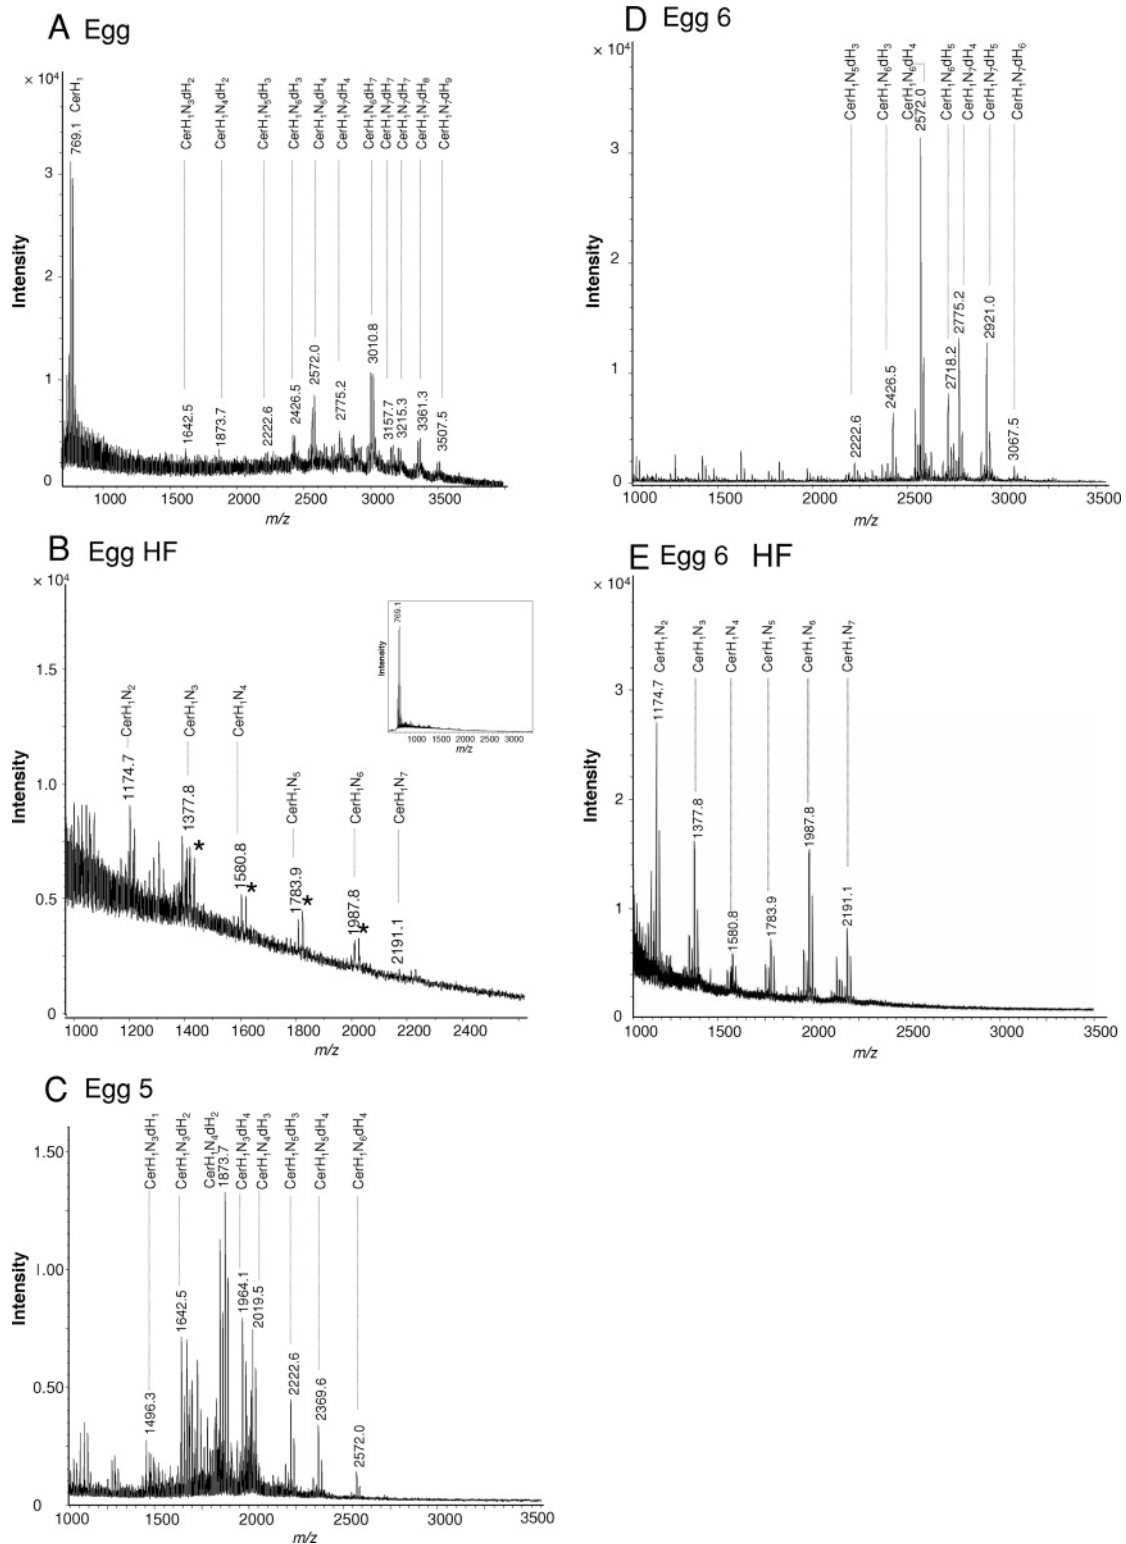 A Egg
× 10⁴
769.1 CerH₁
CerH₁N₃dH₂
CerH₁N₄dH₂
CerH₁N₅dH₃
CerH₁N₆dH₃
CerH₁N₆dH₄
CerH₁N₇dH₄
CerH₁N₆dH₇
CerH₁N₇dH₇
CerH₁N₇dH₇
CerH₁N₇dH₈
CerH₁N₇dH₉
1642.5
1873.7
2222.6
2426.5
2572.0
2775.2
3010.8
3157.7
3215.3
3361.3
3507.5
3
2
1
0
Intensity
1000 1500 2000 2500 3000 3500
m/z
D Egg 6
× 10⁴
CerH₁N₅dH₃
CerH₁N₆dH₃
CerH₁N₆dH₄
CerH₁N₆dH₅
CerH₁N₇dH₄
CerH₁N₇dH₅
CerH₁N₇dH₆
2222.6
2426.5
2572.0
2718.2
2775.2
2921.0
3067.5
3
2
1
0
Intensity
1000 1500 2000 2500 3000 3500
m/z
B Egg HF
× 10⁴
1174.7 CerH₁N₂
1377.8 CerH₁N₃
*
1580.8 CerH₁N₄
*
1783.9 CerH₁N₅
*
1987.8 CerH₁N₆
*
2191.1 CerH₁N₇
1.5
1.0
0.5
0
Intensity
1000 1200 1400 1600 1800 2000 2200 2400
m/z
769.1
Intensity
1000 1500 2000 2500 3000
m/z
E Egg 6 HF
× 10⁴
1174.7 CerH₁N₂
1377.8 CerH₁N₃
1580.8 CerH₁N₄
1783.9 CerH₁N₅
1987.8 CerH₁N₆
2191.1 CerH₁N₇
3
2
1
0
Intensity
1000 1500 2000 2500 3000 3500
m/z
C Egg 5
CerH₁N₃dH₁
CerH₁N₃dH₂
CerH₁N₄dH₂
CerH₁N₃dH₄
CerH₁N₄dH₃
CerH₁N₅dH₃
CerH₁N₅dH₄
CerH₁N₆dH₄
1496.3
1642.5
1873.7
1964.1
2019.5
2222.6
2369.6
2572.0
1.50
1.00
0.50
0
Intensity
1000 1500 2000 2500 3000 3500
m/z